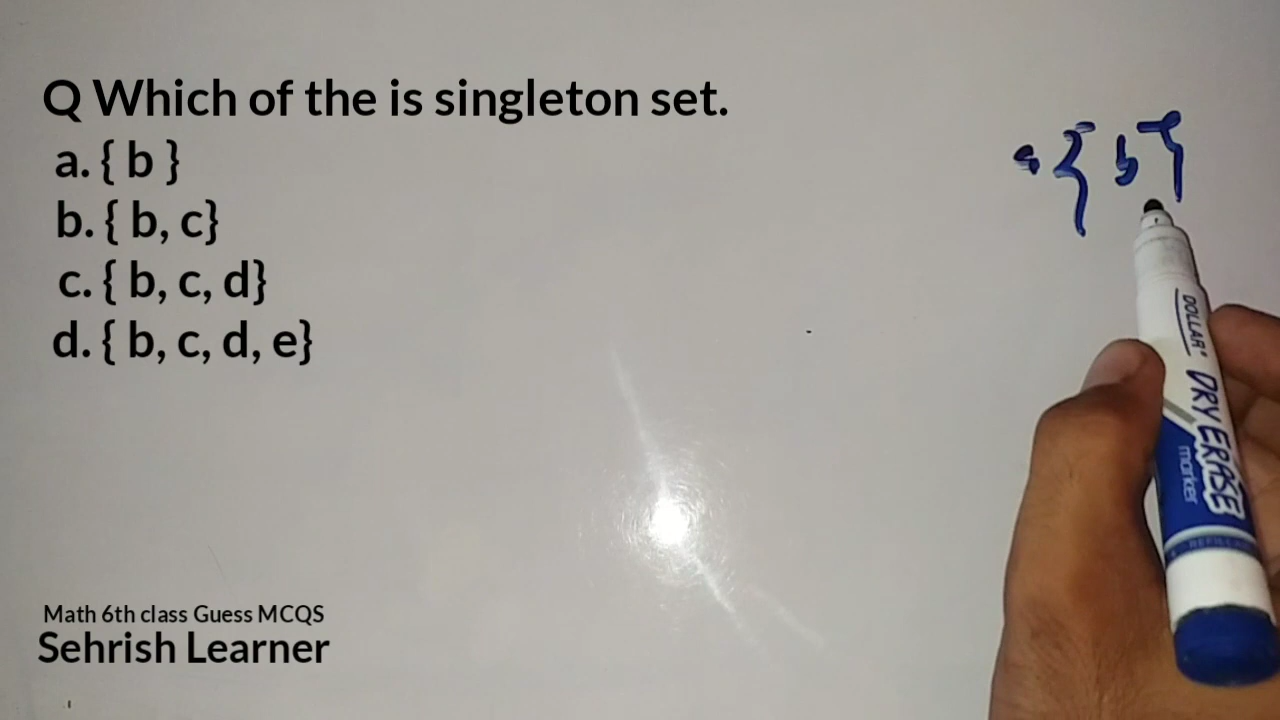 Q Which of the is singleton set.
a. { b }
b. { b, c}
c. { b, c, d}
d. { b, c, d, e}
a { b }
DOLLAR®
DRY ERASE
marker
Math 6th class Guess MCQS
Sehrish Learner